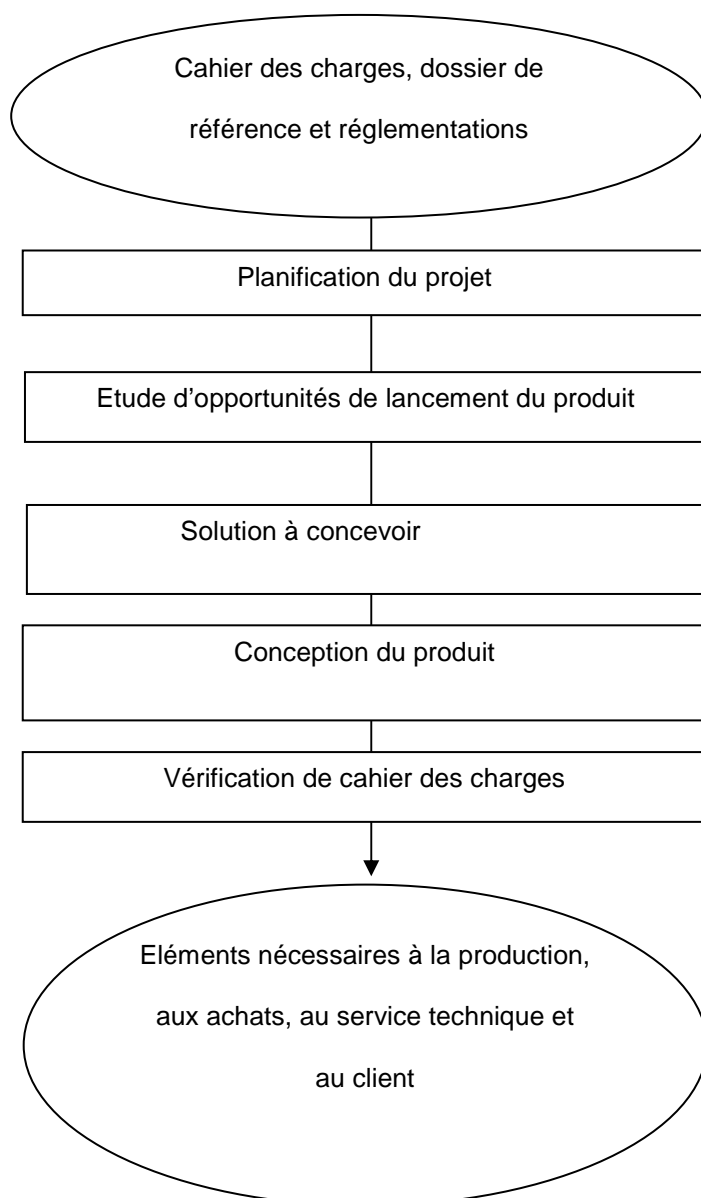 Cahier des charges, dossier de
référence et réglementations
Planification du projet
Etude d’opportunités de lancement du produit
Solution à concevoir
Conception du produit
Vérification de cahier des charges
Eléments nécessaires à la production,
aux achats, au service technique et
au client